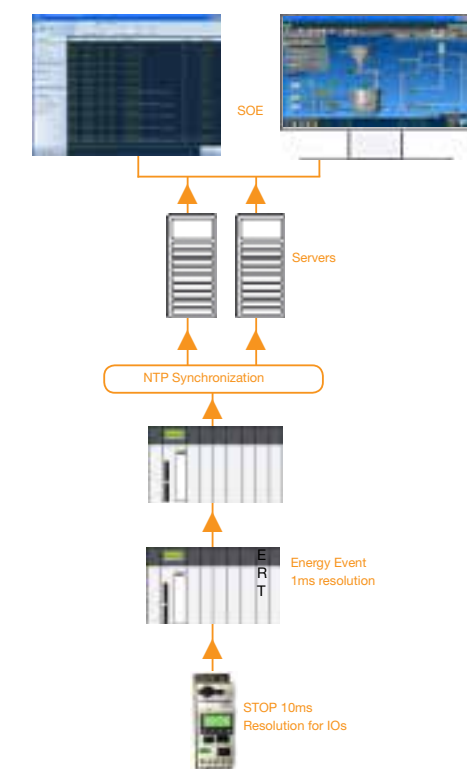 SOE
Servers
NTP Synchronization
E
R
T
Energy Event
1ms resolution
STOP 10ms
Resolution for IOs